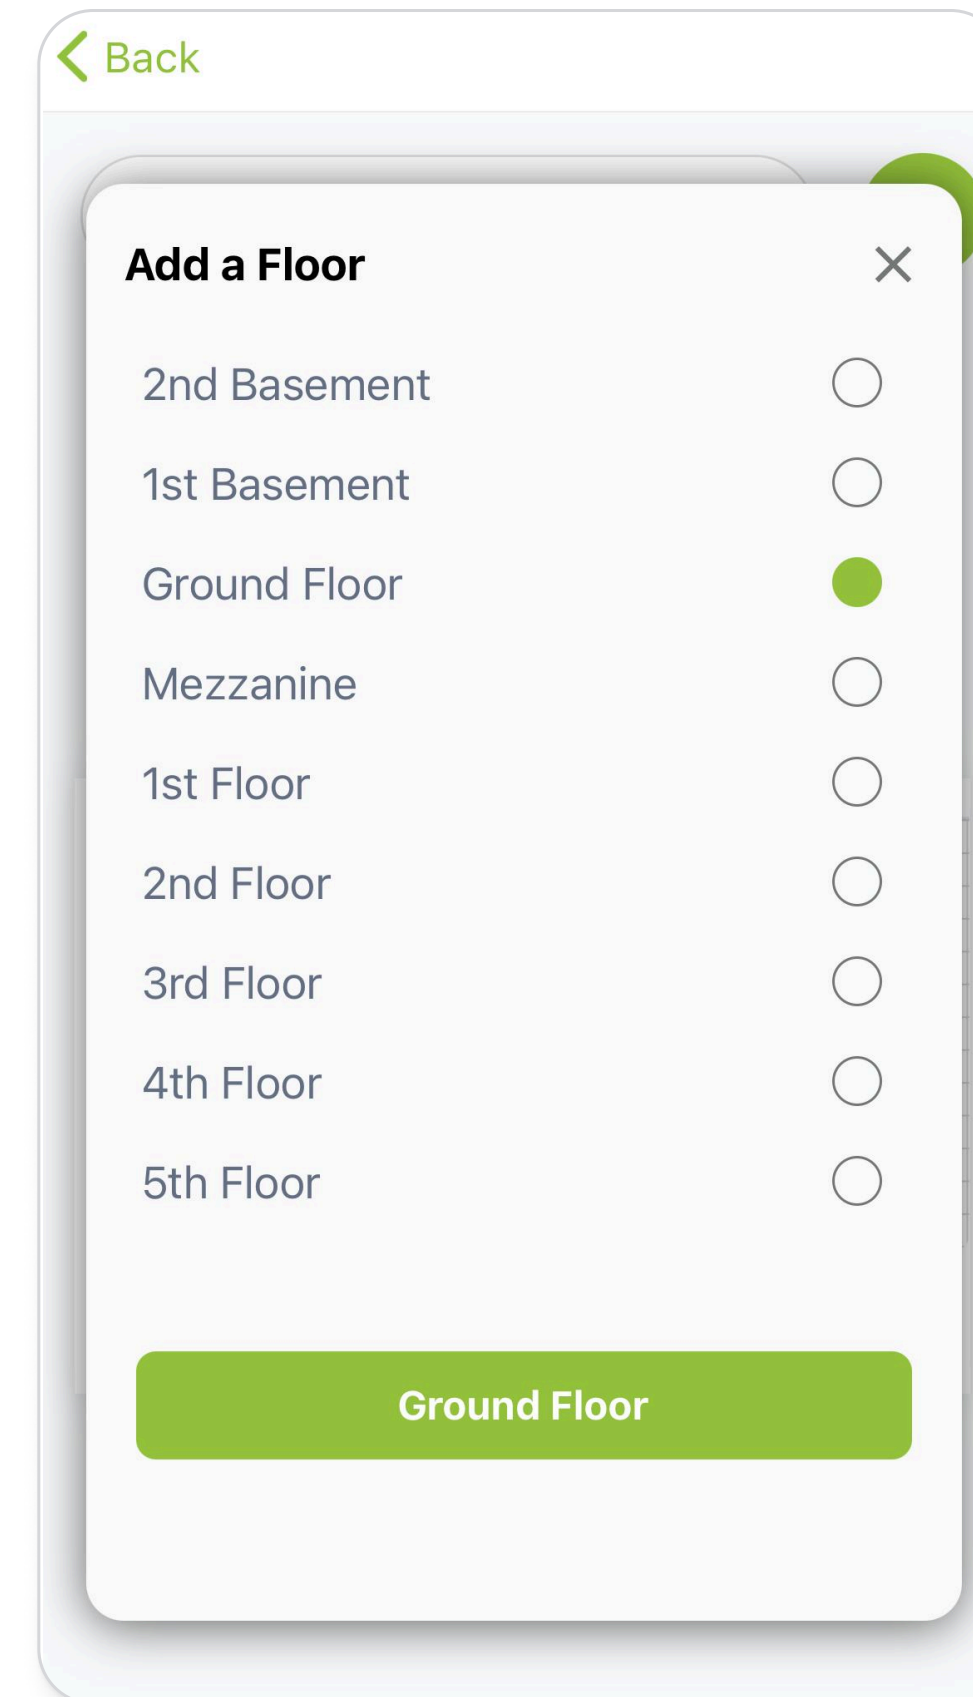 Back
Add a Floor
2nd Basement
1st Basement
Ground Floor
Mezzanine
1st Floor
2nd Floor
3rd Floor
4th Floor
5th Floor
Ground Floor